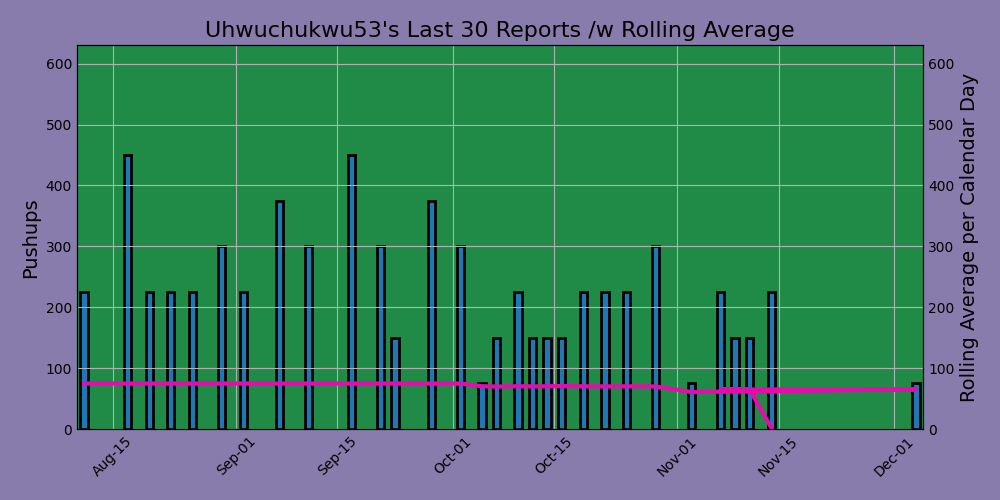 Uhwuchukwu53's Last 30 Reports /w Rolling Average
Pushups
600
500
400
300
200
100
0
600
500
400
300
200
100
0
Rolling Average per Calendar Day
Aug-15
Sep-01
Sep-15
Oct-01
Oct-15
Nov-01
Nov-15
Dec-01